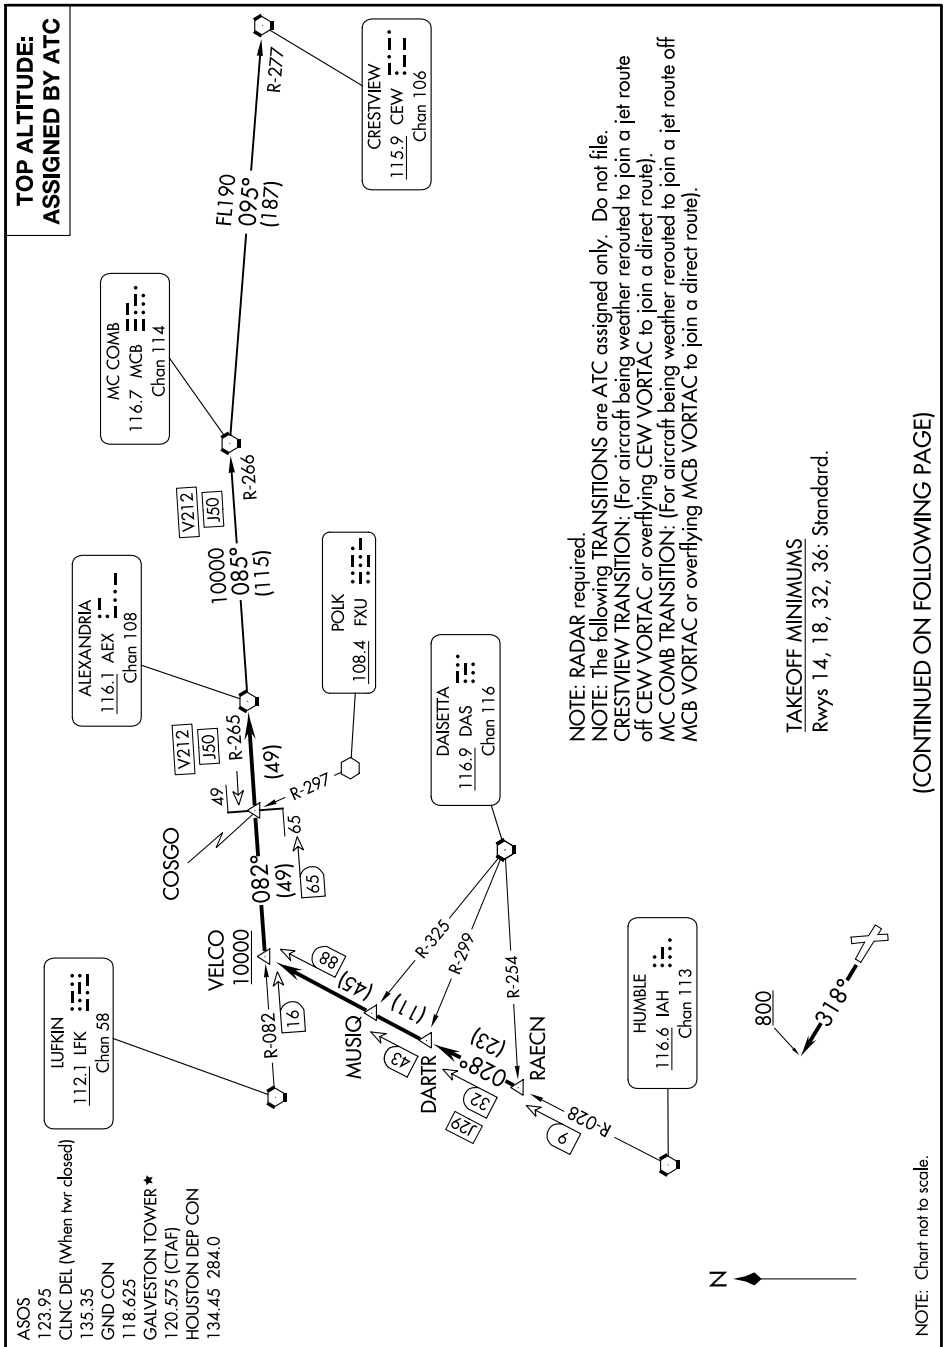 TOP ALTITUDE:
ASSIGNED BY ATC
ASOS
123.95
CLNC DEL (When twr closed)
135.35
GND CON
118.625
GALVESTON TOWER★
120.575 (CTAF)
HOUSTON DEP CON
134.45 284.0
LUFKIN
112.1 LFK
Chan 58
ALEXANDRIA
116.1 AEX
Chan 108
MC COMB
116.7 MCB
Chan 114
CRESTVIEW
115.9 CEW
Chan 106
R-277
FL190
095°
(187)
R-266
V212
J50
10000
085°
(115)
V212
J50
R-265
(49)
49
COSGO
65
65
R-297
POLK
108.4 FXU
Chan 116
DAISETTA
116.9 DAS
082°
(49)
VELCO
10000
R-082
16
88
(45)
MUSIQ
43
(11)
DARTR
32
J29
028°
(23)
RAECN
9
R-028
R-325
R-299
R-254
HUMBLE
116.6 IAH
Chan 113
800
318°
N
NOTE: RADAR required.
NOTE: The following TRANSITIONS are ATC assigned only. Do not file.
CRESTVIEW TRANSITION: (For aircraft being weather rerouted to join a jet route
off CEW VORTAC or overflying CEW VORTAC to join a direct route).
MC COMB TRANSITION: (For aircraft being weather rerouted to join a jet route off
MCB VORTAC or overflying MCB VORTAC to join a direct route).
TAKEOFF MINIMUMS
Rwys 14, 18, 32, 36: Standard.
(CONTINUED ON FOLLOWING PAGE)
NOTE: Chart not to scale.